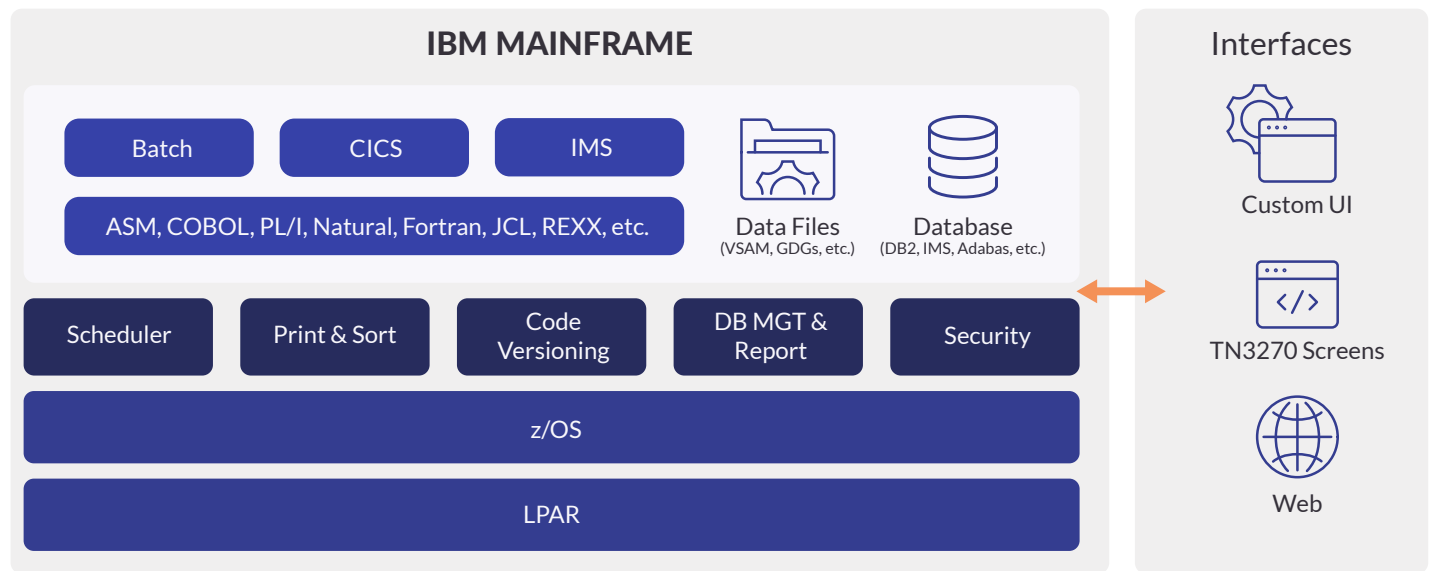 IBM MAINFRAME
Batch
CICS
IMS
ASM, COBOL, PL/I, Natural, Fortran, JCL, REXX, etc.
Data Files
(VSAM, GDGs, etc.)
Database
(DB2, IMS, Adabas, etc.)
Scheduler
Print & Sort
Code
Versioning
DB MGT &
Report
Security
z/OS
LPAR
Interfaces
Custom UI
</>
TN3270 Screens
Web